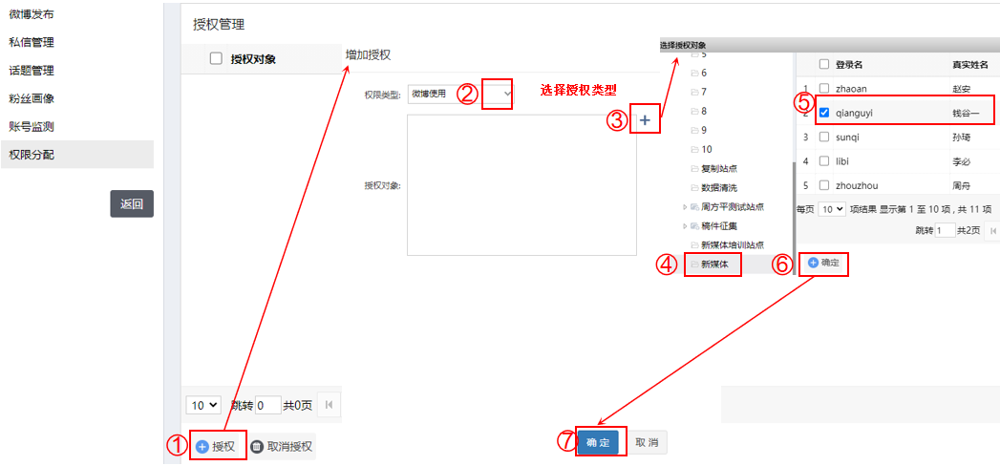 微博发布
私信管理
话题管理
粉丝画像
账号监测
权限分配
返回
授权管理
授权对象
增加授权
权限类型:
微博使用
②
选择授权类型
③
授权对象:
选择授权对象
5
6
7
8
9
10
复制站点
数据清洗
周方平测试站点
稿件征集
新媒体培训站点
④
新媒体
登录名 真实姓名
1 zhaoan 赵安
⑤
2 qianguyi 钱谷一
3 sunqi 孙琦
4 libi 李必
5 zhouzhou 周舟
每页 10 项结果 显示第 1 至 10 项，共 11 项
跳转 1 共2页
⑥
确定
10 跳转 0 共0页
①
授权
取消授权
⑦
确 定
取 消